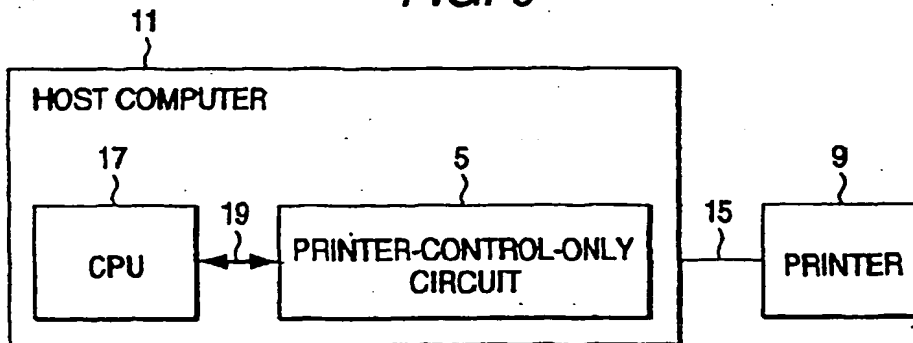 11
HOST COMPUTER
17
5
9
19
15
CPU
PRINTER-CONTROL-ONLY
CIRCUIT
PRINTER